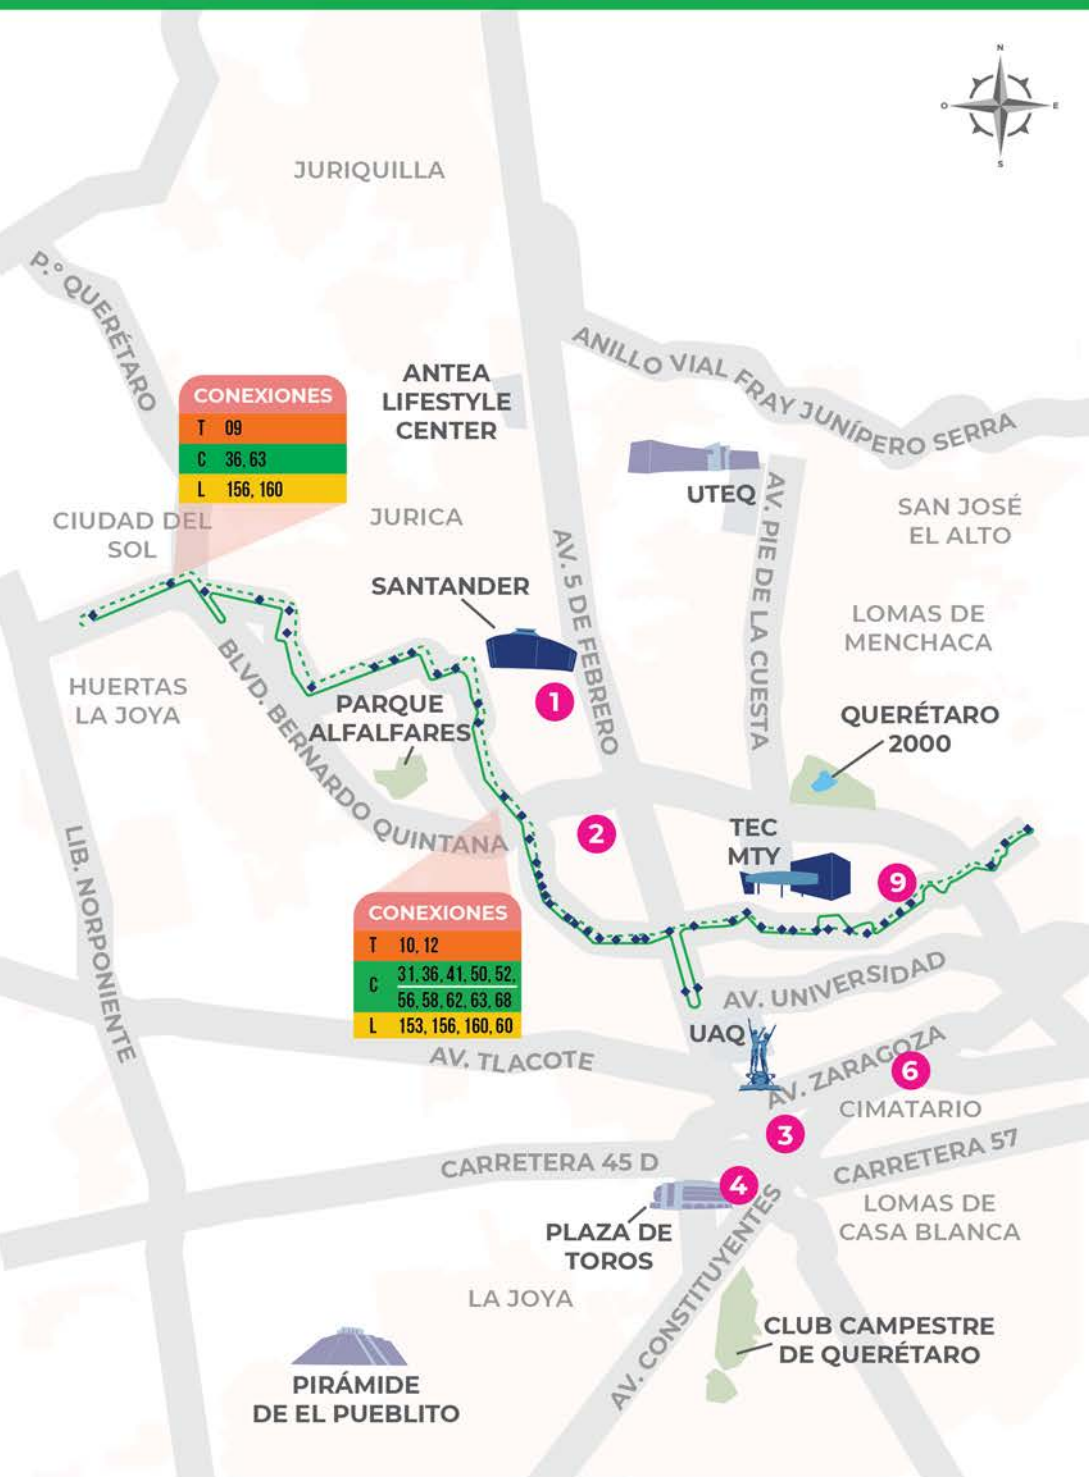 N
O
E
S
JURIQUILLA
P.° QUERÉTARO
ANILLO VIAL FRAY JUNÍPERO SERRA
ANTEA
LIFESTYLE
CENTER
CONEXIONES
T 09
C 36, 63
L 156, 160
UTEQ
AV. PIE DE LA CUESTA
SAN JOSÉ
EL ALTO
CIUDAD DEL
SOL
JURICA
AV. 5 DE FEBRERO
SANTANDER
LOMAS DE
MENCHACA
BLVD. BERNARDO QUINTANA
HUERTAS
LA JOYA
PARQUE
ALFALFARES
1
QUERÉTARO
2000
2
TEC
MTY
9
LIB. NORPONIENTE
CONEXIONES
T 10, 12
C 31, 36, 41, 50, 52,
56, 58, 62, 63, 68
L 153, 156, 160, 60
AV. UNIVERSIDAD
UAQ
AV. TLACOTE
AV. ZARAGOZA
6
CIMATARIO
3
CARRETERA 45 D
CARRETERA 57
4
LOMAS DE
CASA BLANCA
PLAZA DE
TOROS
AV. CONSTITUYENTES
LA JOYA
CLUB CAMPESTRE
DE QUERÉTARO
PIRÁMIDE
DE EL PUEBLITO